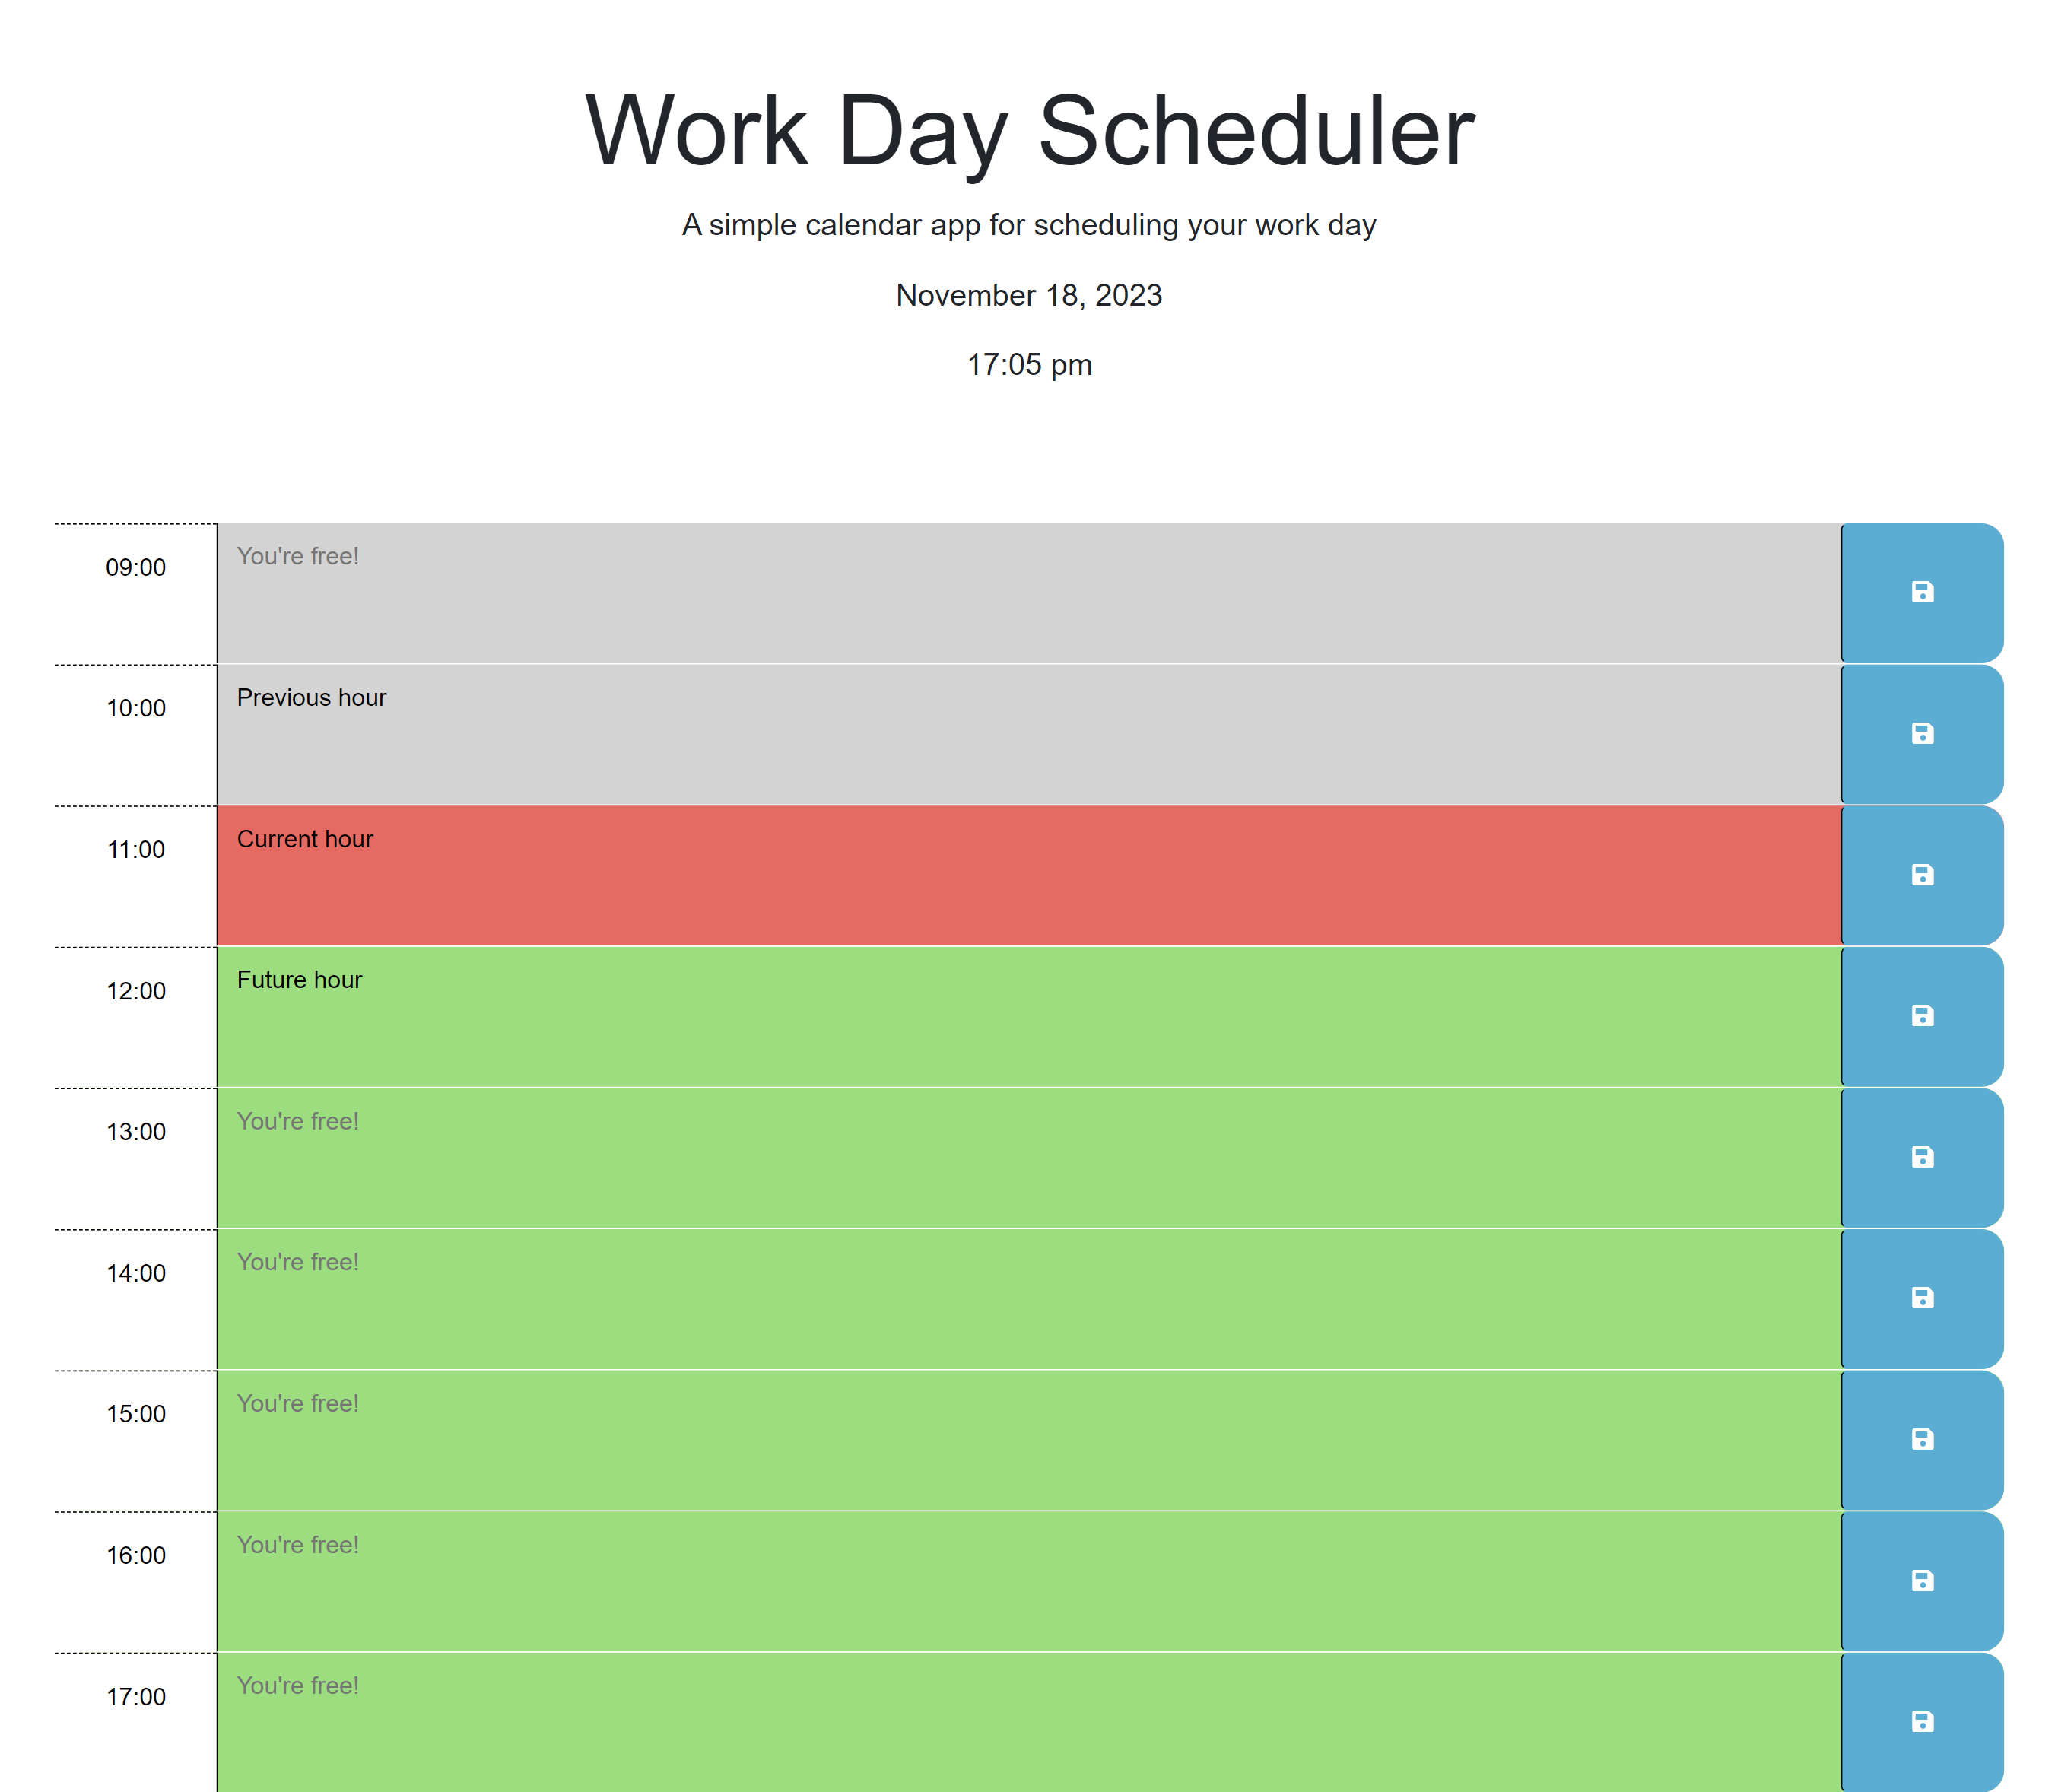 Work Day Scheduler
A simple calendar app for scheduling your work day
November 18, 2023
17:05 pm
09:00 You're free!
10:00 Previous hour
11:00 Current hour
12:00 Future hour
13:00 You're free!
14:00 You're free!
15:00 You're free!
16:00 You're free!
17:00 You're free!